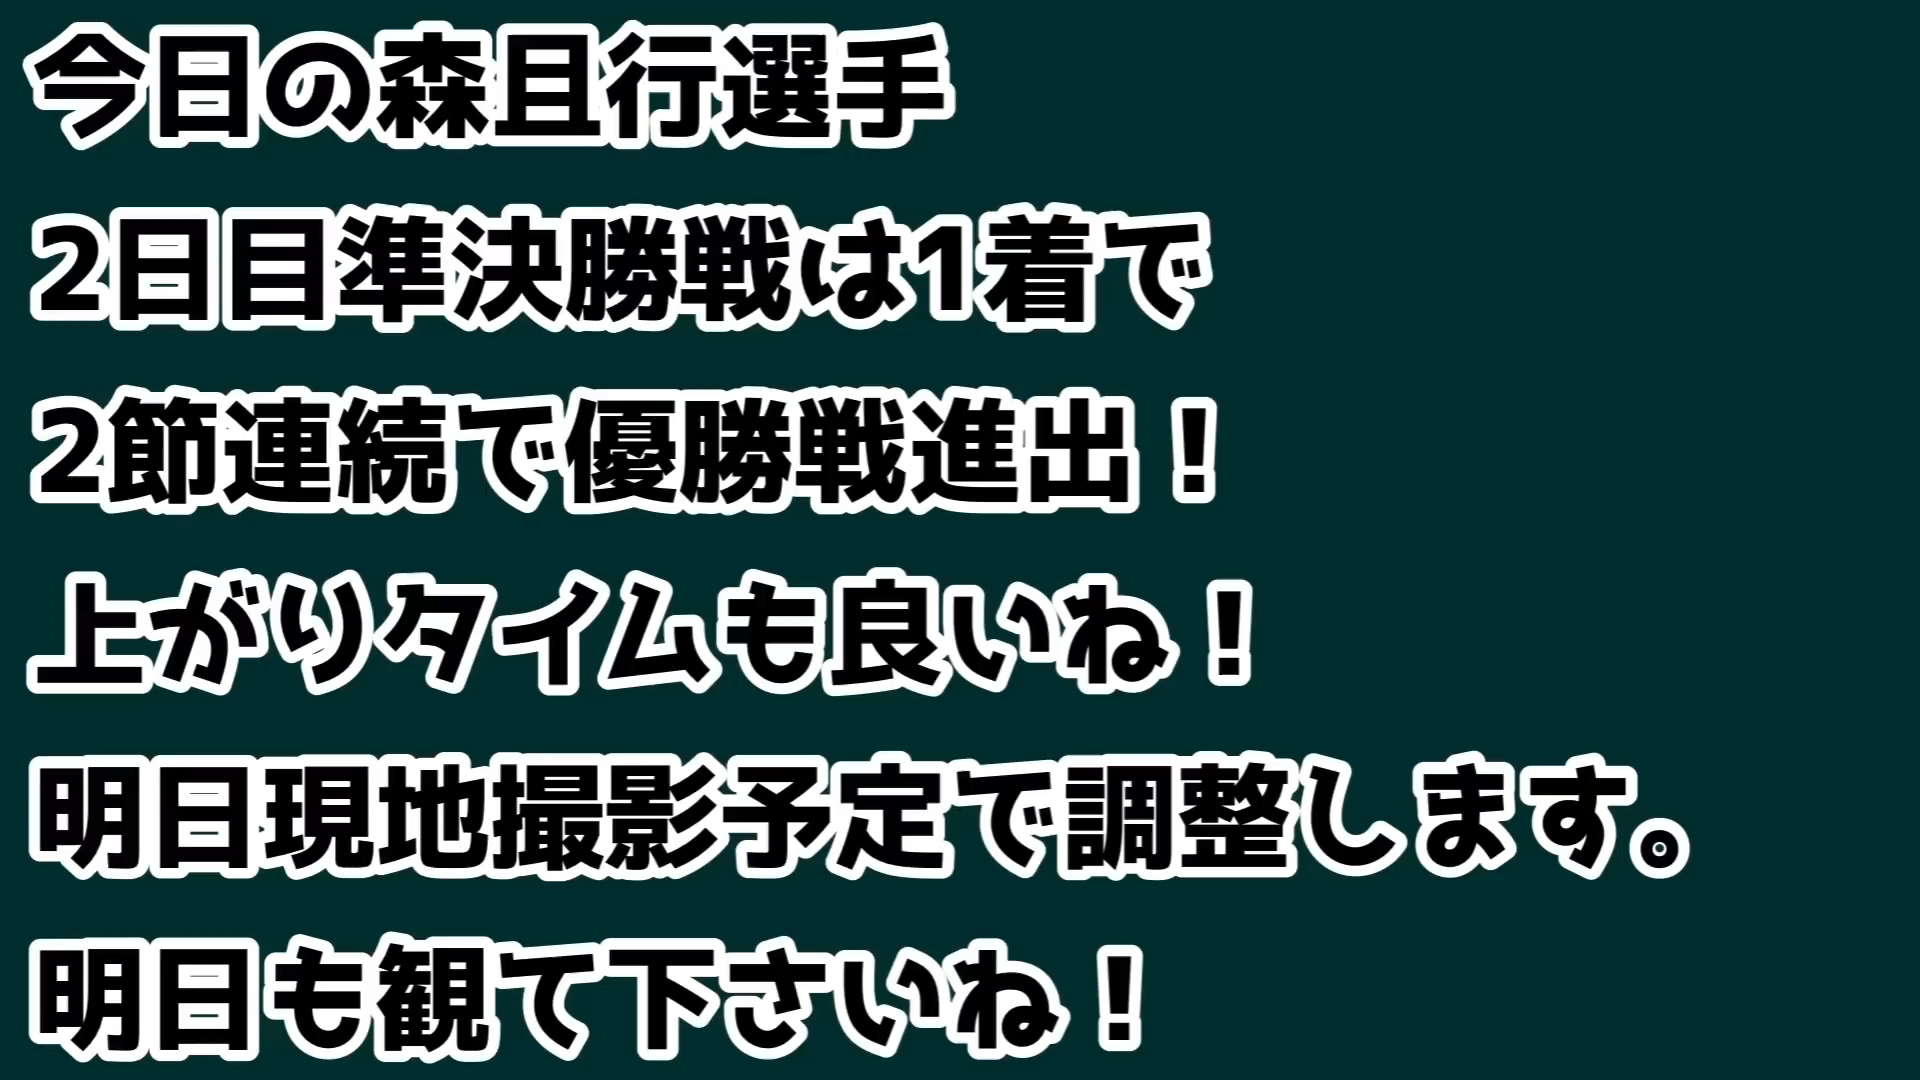 今日の森且行選手
2日目準決勝戦は1着で
2節連続で優勝戦進出！
上がりタイムも良いね！
明日現地撮影予定で調整します。
明日も観て下さいね！